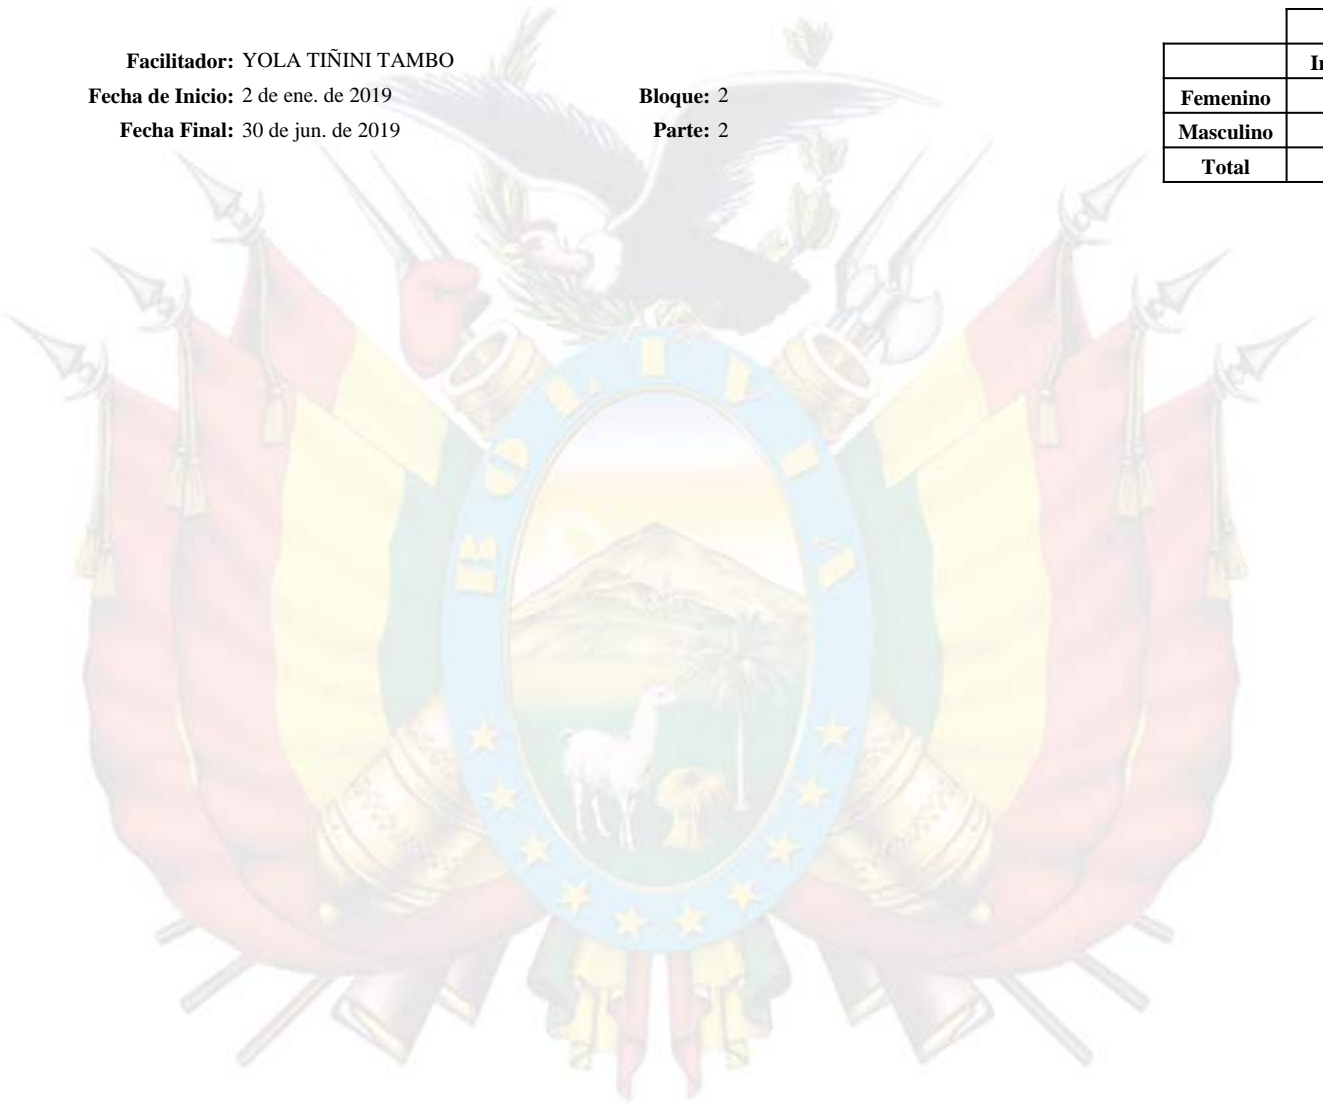 Facilitador: YOLA TIÑINI TAMBO
Fecha de Inicio: 2 de ene. de 2019 Bloque: 2
Fecha Final: 30 de jun. de 2019 Parte: 2
Femenino
Masculino
Total
BOLIVIA